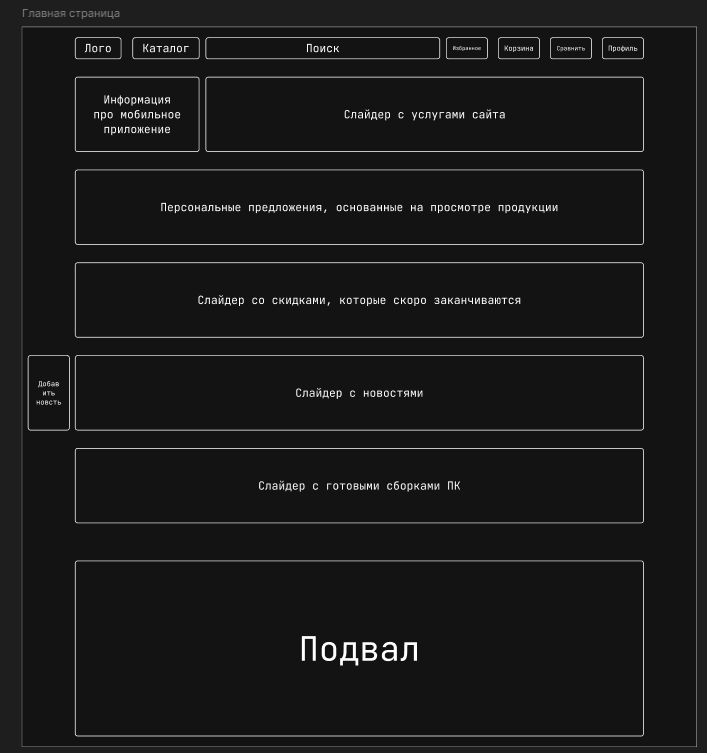 Главная страница
Лого
Каталог
Поиск
Избранное
Корзина
Сравнить
Профиль
Информация
про мобильное
приложение
Слайдер с услугами сайта
Персональные предложения, основанные на просмотре продукции
Слайдер со скидками, которые скоро заканчиваются
Добав
ить
новсть
Слайдер с новостями
Слайдер с готовыми сборками ПК
Подвал